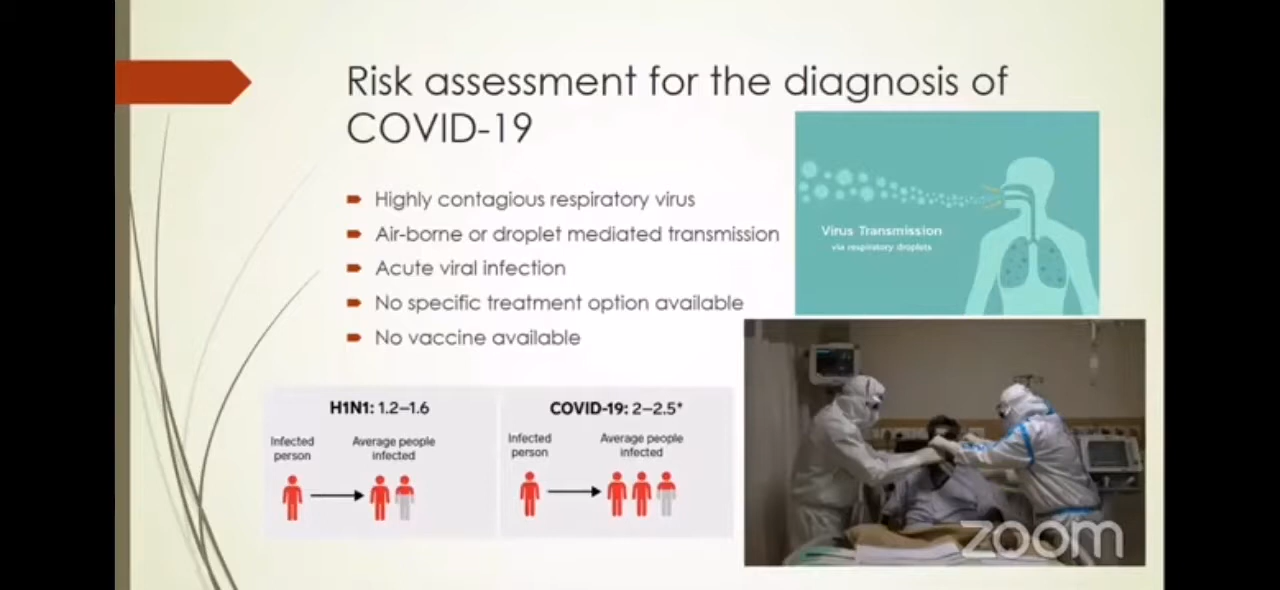 Risk assessment for the diagnosis of
COVID-19
Highly contagious respiratory virus
Air-borne or droplet mediated transmission
Acute viral infection
No specific treatment option available
No vaccine available
Virus Transmission
via respiratory droplets
H1N1: 1.2–1.6
Infected
person
Average people
infected
COVID-19: 2–2.5*
Infected
person
Average people
infected
zoom